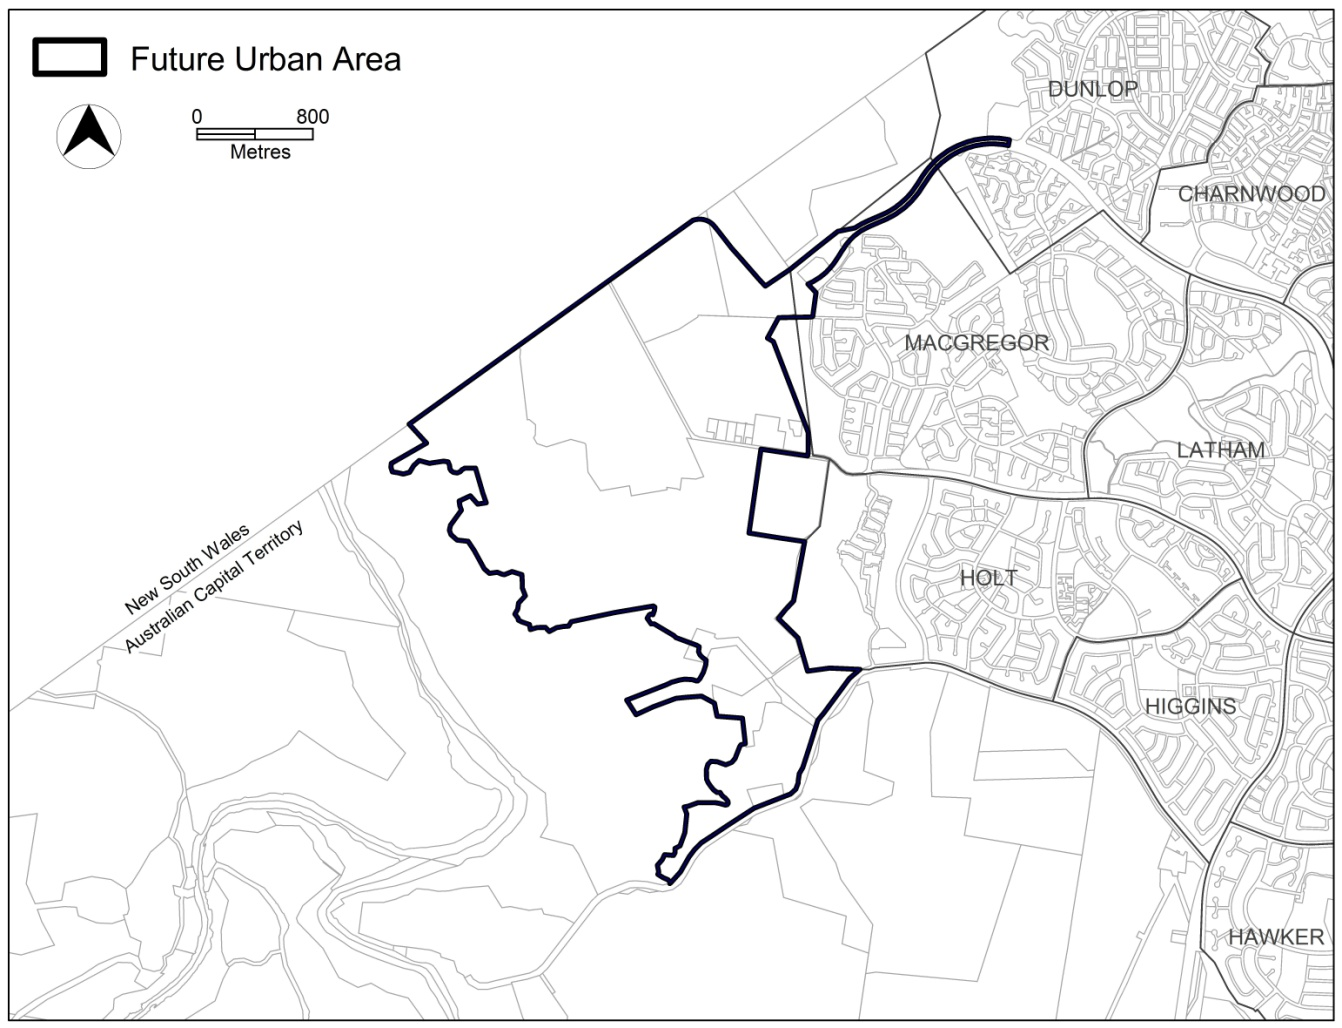 Future Urban Area
0 800
Metres
DUNLOP
CHARNWOOD
MACGREGOR
LATHAM
New South Wales
Australian Capital Territory
HOLT
HIGGINS
HAWKER